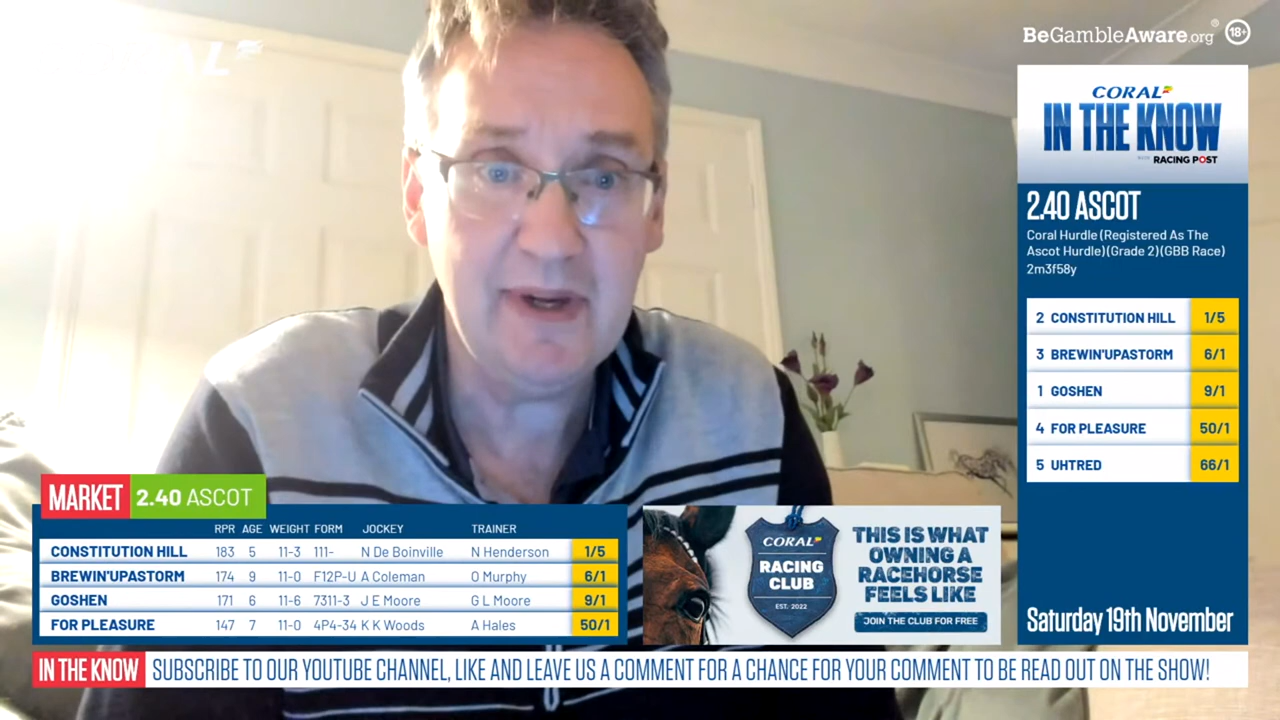 CORAL
BeGambleAware.org® 18+
CORAL
IN THE KNOW
WITH RACING POST
2.40 ASCOT
Coral Hurdle (Registered As The
Ascot Hurdle) (Grade 2) (GBB Race)
2m3f58y
2 CONSTITUTION HILL 1/5
3 BREWIN'UPASTORM 6/1
1 GOSHEN 9/1
4 FOR PLEASURE 50/1
5 UHTRED 66/1
Saturday 19th November
MARKET 2.40 ASCOT
RPR AGE WEIGHT FORM JOCKEY TRAINER
CONSTITUTION HILL 183 5 11-3 111- N De Boinville N Henderson 1/5
BREWIN'UPASTORM 174 9 11-0 F12P-U A Coleman O Murphy 6/1
GOSHEN 171 6 11-6 7311-3 J E Moore G L Moore 9/1
FOR PLEASURE 147 7 11-0 4P4-34 K K Woods A Hales 50/1
CORAL
RACING
CLUB
EST. 2022
THIS IS WHAT
OWNING A
RACEHORSE
FEELS LIKE
JOIN THE CLUB FOR FREE
IN THE KNOW SUBSCRIBE TO OUR YOUTUBE CHANNEL, LIKE AND LEAVE US A COMMENT FOR A CHANCE FOR YOUR COMMENT TO BE READ OUT ON THE SHOW!